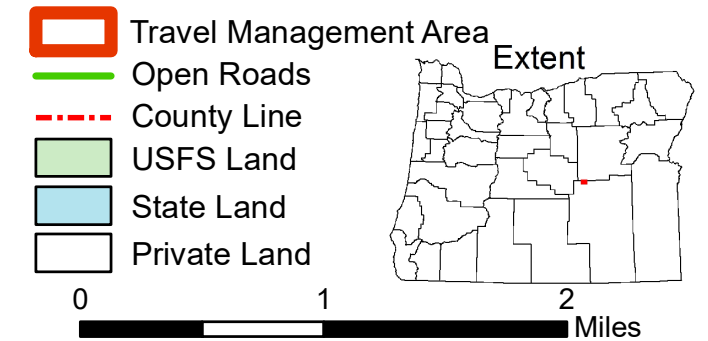 Travel Management Area
Open Roads
County Line
USFS Land
State Land
Private Land
Extent
0 1 2
Miles